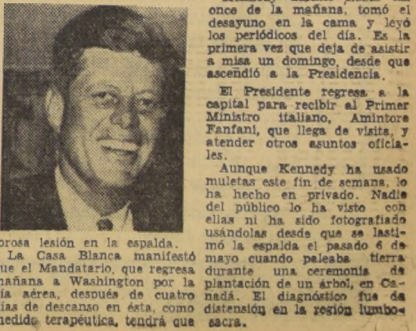 orosa lesión en la espalda.
La Casa Blanca manifestó
ue el Mandatario, que regresa
mañana a Washington por la
ía aérea, después de cuatro
ías de descanso en ésta, como
medido terapéutica, tendrá que
once de la mañana, tomó el
desayuno en la cama y leyó
los periódicos del día. Es la
primera vez que deja de asistir
a misa un domingo, desde que
ascendió a la Presidencia.
El Presidente regresa a la
capital para recibir al Primer
Ministro italiano, Amintore
Fanfani, que llega de visita, y
atender otros asuntos oficia-
les.
Aunque Kennedy ha usado
muletas este fin de semana, lo
ha hecho en privado. Nadie
del público lo ha visto con
ellas ni ha sido fotografiado
usándolas desde que se lasti-
mó la espalda el pasado 6 de
mayo cuando paleaba tierra
durante una ceremonia de
plantación de un árbol, en Ca-
nadá. El diagnóstico fue de
distensión en la región lumbo-
sacra.